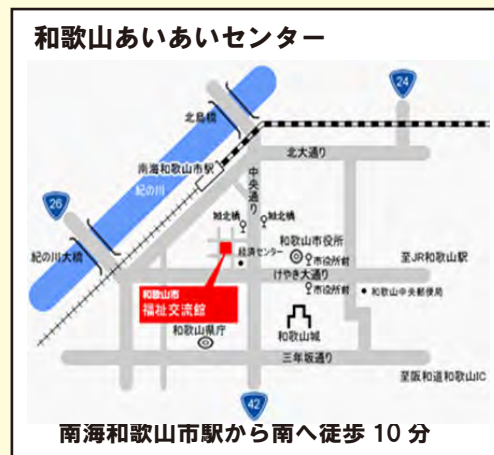 和歌山あいあいセンター
24
北島橋
北大通り
南海和歌山市駅
紀の川
中央通り
26
城北橋
城北橋
紀の川大橋
経済センター
和歌山市役所
市役所前
至JR和歌山駅
けやき大通り
和歌山市
福祉交流館
市役所前
和歌山中央郵便局
和歌山県庁
和歌山城
三年坂通り
至阪和道和歌山IC
42
南海和歌山市駅から南へ徒歩 10 分